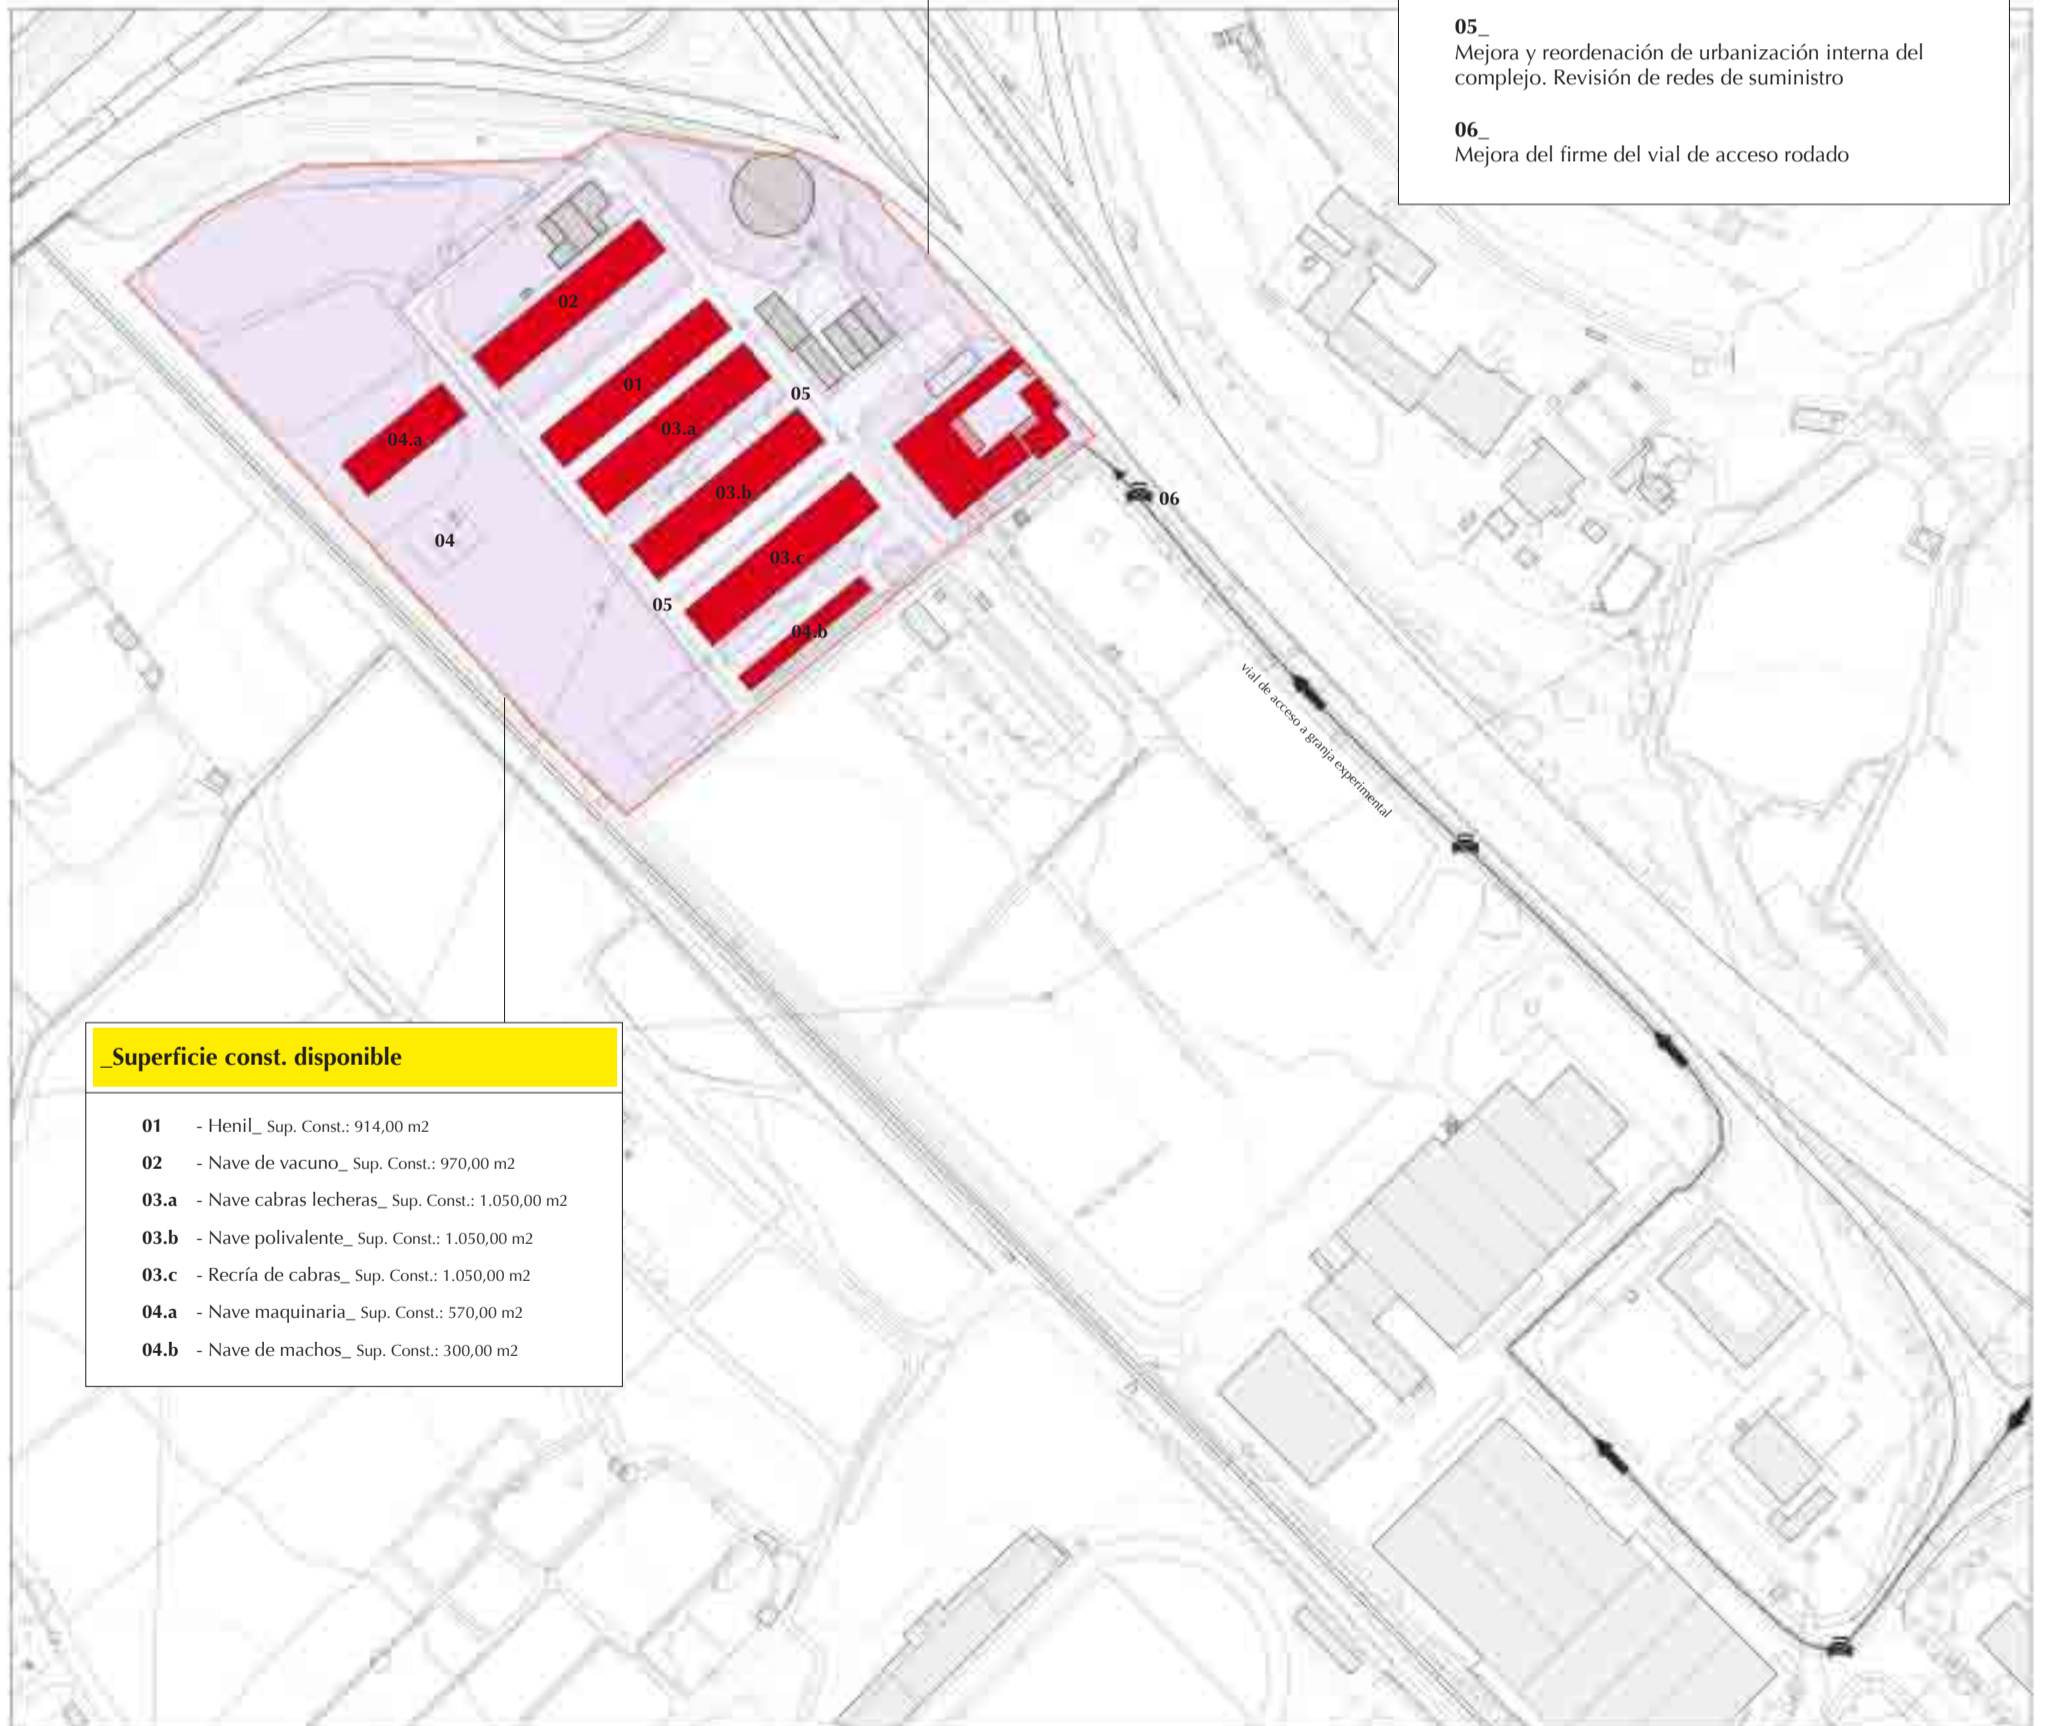 05_
Mejora y reordenación de urbanización interna del
complejo. Revisión de redes de suministro
06_
Mejora del firme del vial de acceso rodado
02
01
05
03.a
04.a
03.b
06
04
03.c
05
04.b
vial de acceso a granja experimental
_Superficie const. disponible
01 - Henil_ Sup. Const.: 914,00 m2
02 - Nave de vacuno_ Sup. Const.: 970,00 m2
03.a - Nave cabras lecheras_ Sup. Const.: 1.050,00 m2
03.b - Nave polivalente_ Sup. Const.: 1.050,00 m2
03.c - Recría de cabras_ Sup. Const.: 1.050,00 m2
04.a - Nave maquinaria_ Sup. Const.: 570,00 m2
04.b - Nave de machos_ Sup. Const.: 300,00 m2